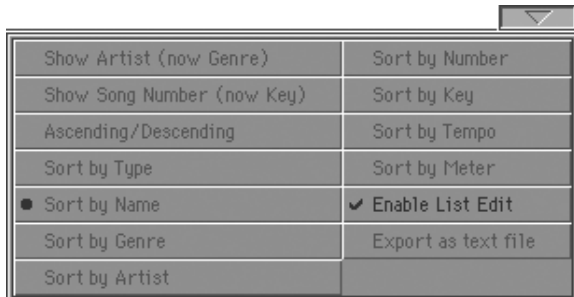 Show Artist (now Genre)
Show Song Number (now Key)
Ascending/Descending
Sort by Type
Sort by Name
Sort by Genre
Sort by Artist
Sort by Number
Sort by Key
Sort by Tempo
Sort by Meter
Enable List Edit
Export as text file